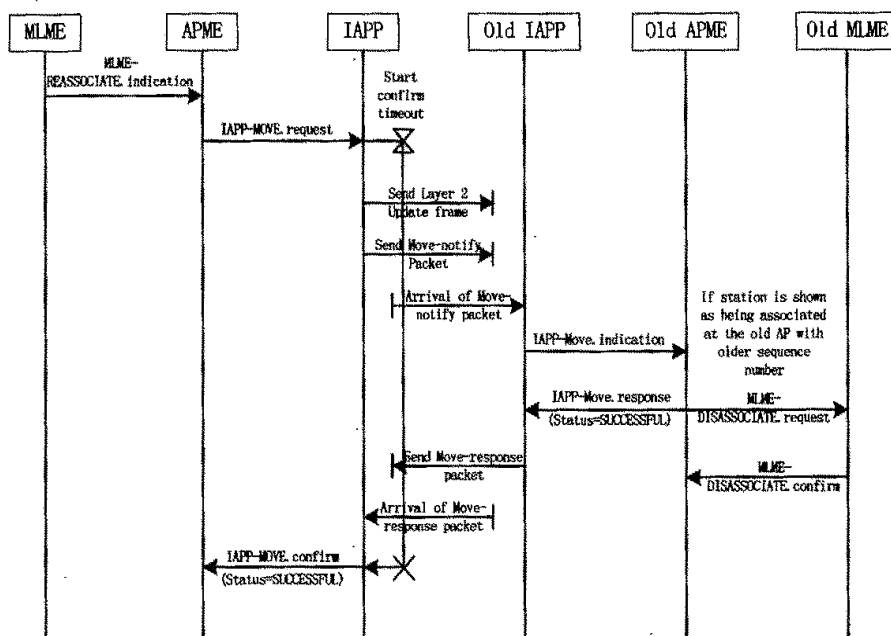 MLME
APME
IAPP
Old IAPP
Old APME
Old MLME
MLME-
REASSOCIATE.indication
Start
confirm
timeout
IAPP-MOVE.request
Send Layer 2
Update frame
Send Move-notify
Packet
Arrival of Move-
notify packet
If station is shown
as being associated
at the old AP with
older sequence
number
IAPP-Move.indication
IAPP-Move.response
(Status=SUCCESSFUL)
MLME-
DISASSOCIATE.request
Send Move-response
packet
MLME-
DISASSOCIATE.confirm
Arrival of Move-
response packet
IAPP-MOVE.confirm
(Status=SUCCESSFUL)